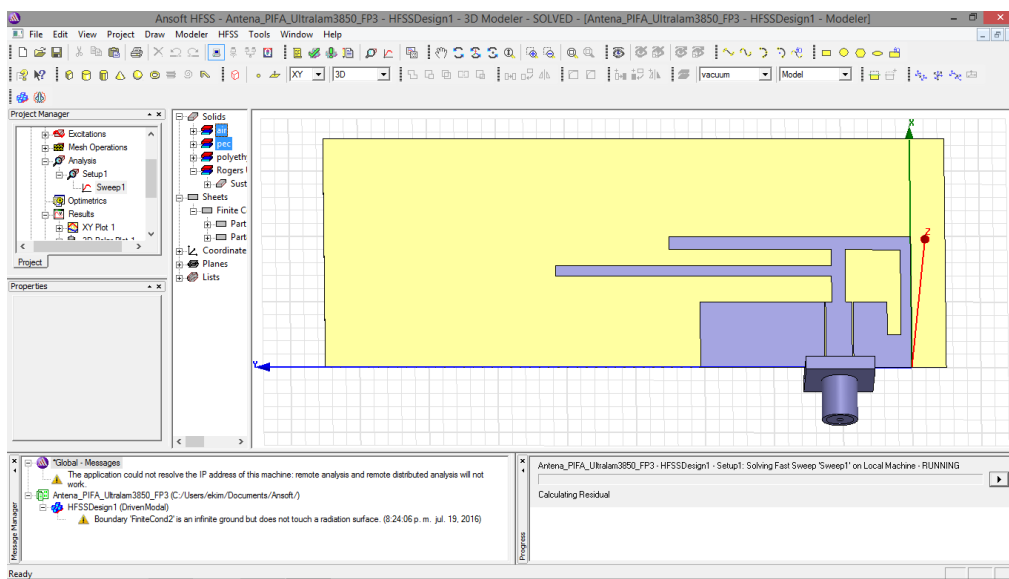 Ansoft HFSS - Antena_PIFA_Ultralam3850_FP3 - HFSSDesign1 - 3D Modeler - SOLVED - [Antena_PIFA_Ultralam3850_FP3 - HFSSDesign1 - Modeler]
File Edit View Project Draw Modeler HFSS Tools Window Help
XY 3D vacuum Model
Project Manager
Excitations
Mesh Operations
Analysis
Setup1
Sweep1
Optimetrics
Results
XY Plot 1
Project
Properties
Solids
air
pec
polyeth
Rogers
Sust
Sheets
Finite C
Part
Part
Coordinate
Planes
Lists
X
Z
Y
Message Manager
*Global - Messages
The application could not resolve the IP address of this machine: remote analysis and remote distributed analysis will not
work.
Antena_PIFA_Ultralam3850_FP3 (C:/Users/ekim/Documents/Ansoft/)
HFSSDesign1 (DrivenModal)
Boundary 'FiniteCond2' is an infinite ground but does not touch a radiation surface. (8:24:06 p. m. jul. 19, 2016)
Progress
Antena_PIFA_Ultralam3850_FP3 - HFSSDesign1 - Setup1: Solving Fast Sweep 'Sweep1' on Local Machine - RUNNING
Calculating Residual
Ready